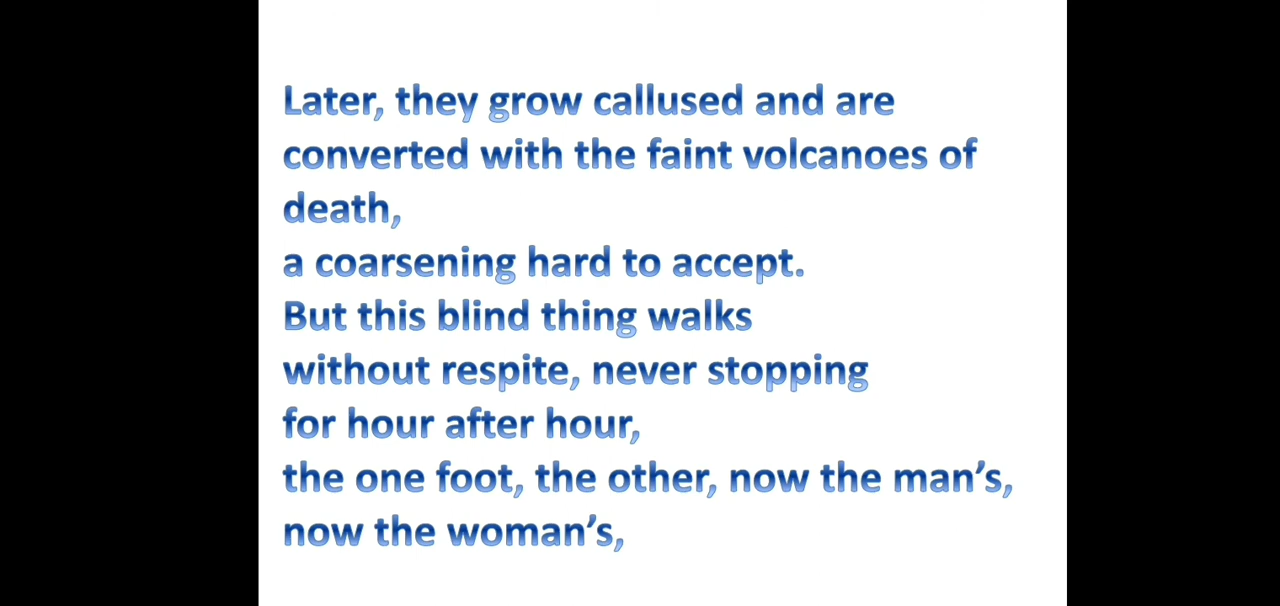 Later, they grow callused and are
converted with the faint volcanoes of
death,
a coarsening hard to accept.
But this blind thing walks
without respite, never stopping
for hour after hour,
the one foot, the other, now the man’s,
now the woman’s,